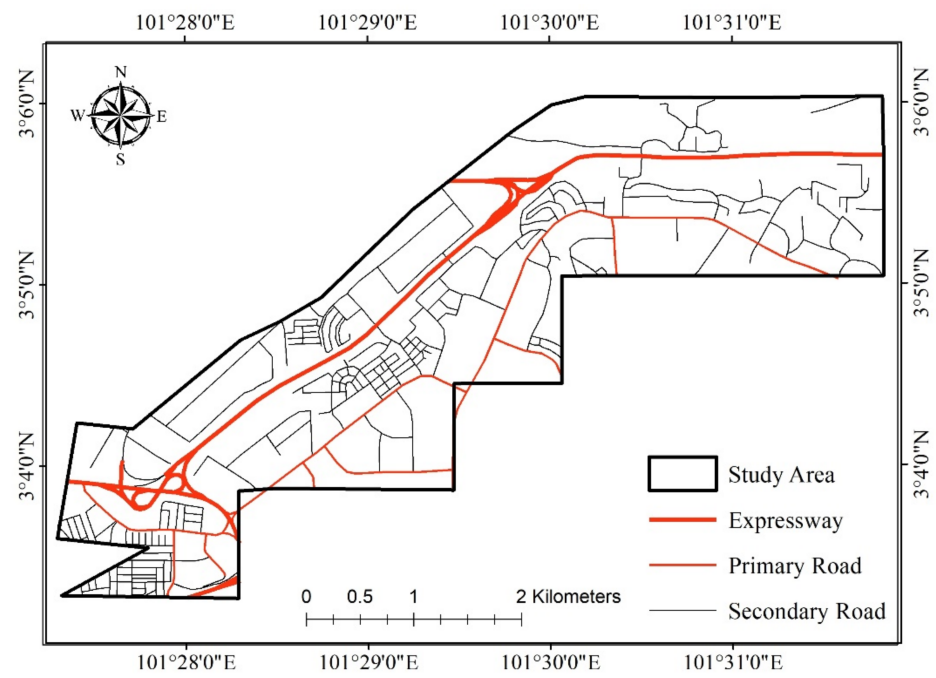 101°28'0"E 101°29'0"E 101°30'0"E 101°31'0"E
3°6'0"N 3°6'0"N
N
W E
S
3°5'0"N 3°5'0"N
3°4'0"N 3°4'0"N
Study Area
Expressway
Primary Road
Secondary Road
0 0.5 1 2 Kilometers
101°28'0"E 101°29'0"E 101°30'0"E 101°31'0"E